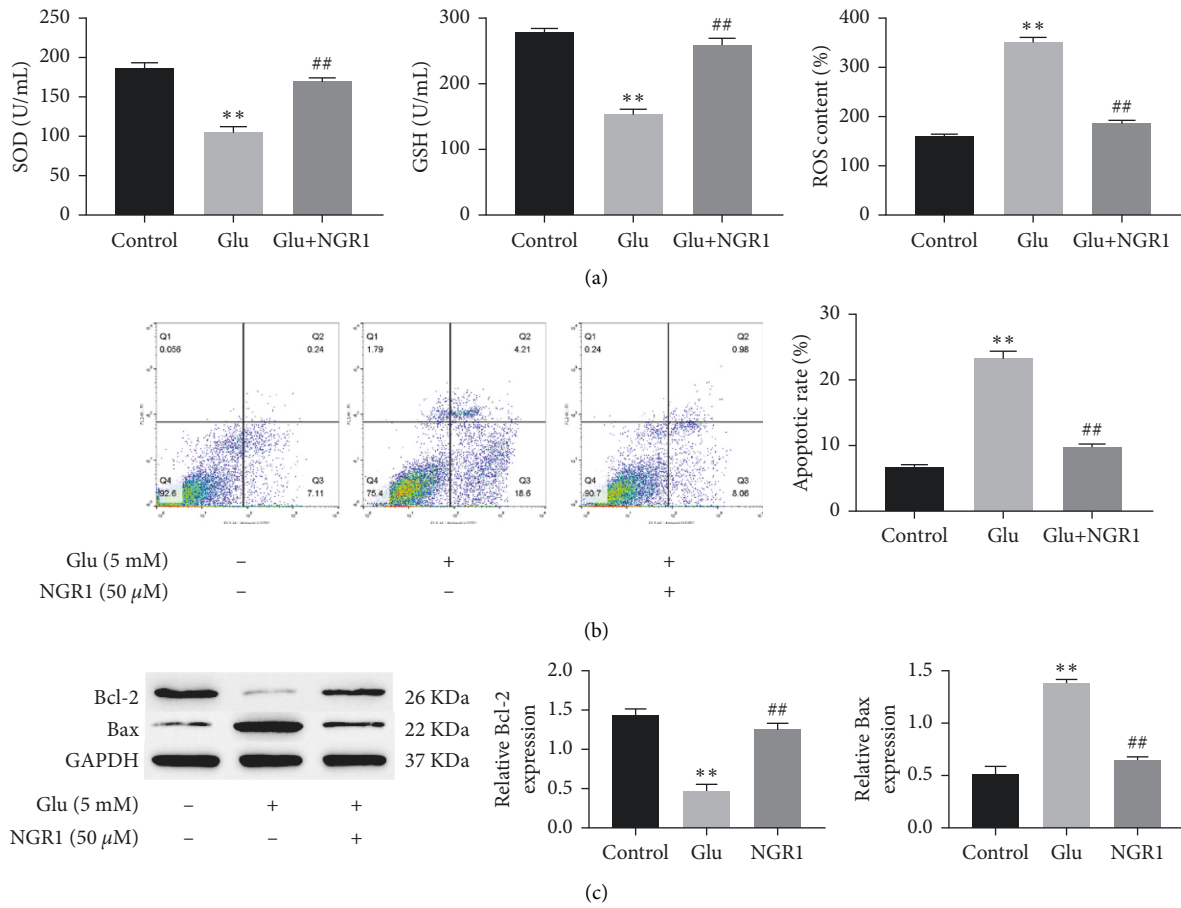 SOD (U/mL)
250
200
150
100
50
0
**
##
Control Glu Glu+NGR1
GSH (U/mL)
300
200
100
0
**
##
Control Glu Glu+NGR1
ROS content (%)
400
300
200
100
0
**
##
Control Glu Glu+NGR1
(a)
Q1
0.056
Q2
0.24
Q4
92.6
Q3
7.11
Q1
1.79
Q2
4.21
Q4
75.4
Q3
18.6
Q1
0.24
Q2
0.98
Q4
90.7
Q3
8.06
Glu (5 mM) – + +
NGR1 (50 μM) – – +
Apoptotic rate (%)
30
20
10
0
**
##
Control Glu Glu+NGR1
(b)
Bcl-2 26 KDa
Bax 22 KDa
GAPDH 37 KDa
Glu (5 mM) – + +
NGR1 (50 μM) – – +
Relative Bcl-2
expression
1.5
1.0
0.5
0.0
**
##
Control Glu NGR1
Relative Bax
expression
1.5
1.0
0.5
0.0
**
##
Control Glu NGR1
(c)